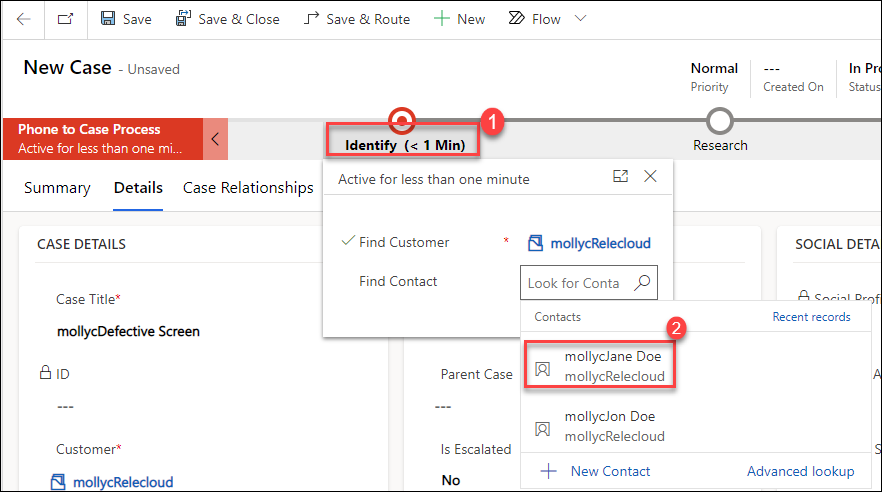 Save
Save & Close
Save & Route
New
Flow
New Case - Unsaved
Normal
Priority
---
Created On
In Pro
Status
Phone to Case Process
Active for less than one mi...
1
Identify (< 1 Min)
Research
Summary
Details
Case Relationships
Active for less than one minute
CASE DETAILS
SOCIAL DETA
Find Customer * mollycRelecloud
Find Contact
Look for Conta
Case Title*
mollycDefective Screen
Contacts
Recent records
2
mollycJane Doe
mollycRelecloud
ID
---
Parent Case
---
mollycJon Doe
mollycRelecloud
Customer*
mollycRelecloud
Is Escalated
No
New Contact
Advanced lookup